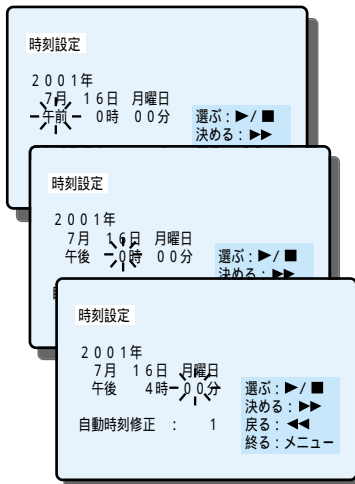 時刻設定
２００１年
７月 １６日 月曜日
午前 ０時 ００分
選ぶ：▶/■
決める：▶▶
時刻設定
２００１年
７月 １６日 月曜日
午後 ０時 ００分
選ぶ：▶/■
決める：▶▶
時刻設定
２００１年
７月 １６日 月曜日
午後 ４時 ００分
選ぶ：▶/■
決める：▶▶
自動時刻修正 ： １
戻る：◀◀
終る：メニュー